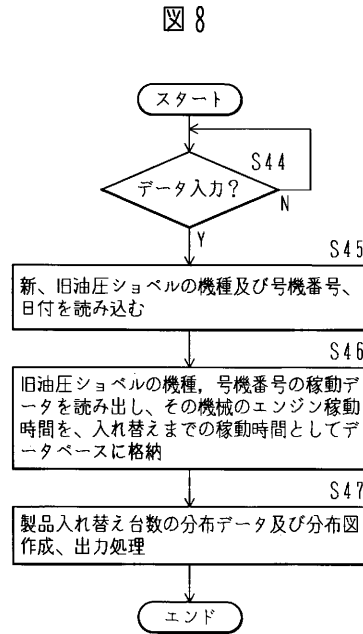 図8
スタート
S44
データ入力?
N
Y
S45
新、旧油圧ショベルの機種及び号機番号、
日付を読み込む
S46
旧油圧ショベルの機種，号機番号の稼動デ
ータを読み出し、その機械のエンジン稼動
時間を、入れ替えまでの稼動時間としてデ
ータベースに格納
S47
製品入れ替え台数の分布データ及び分布図
作成、出力処理
エンド